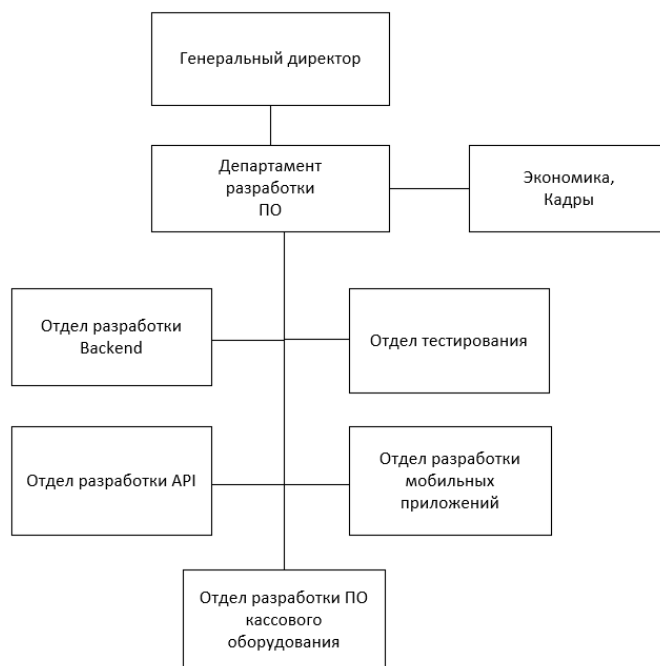 Генеральный директор
Департамент
разработки
ПО
Экономика,
Кадры
Отдел разработки
Backend
Отдел тестирования
Отдел разработки API
Отдел разработки
мобильных
приложений
Отдел разработки ПО
кассового
оборудования